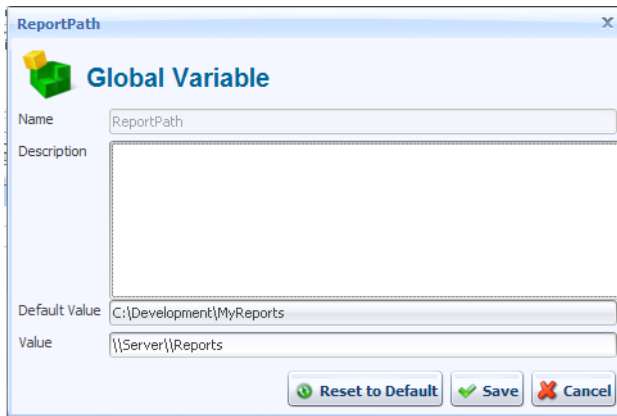 ReportPath
Global Variable
Name ReportPath
Description
Default Value C:\Development\MyReports
Value \\Server\\Reports
Reset to Default Save Cancel